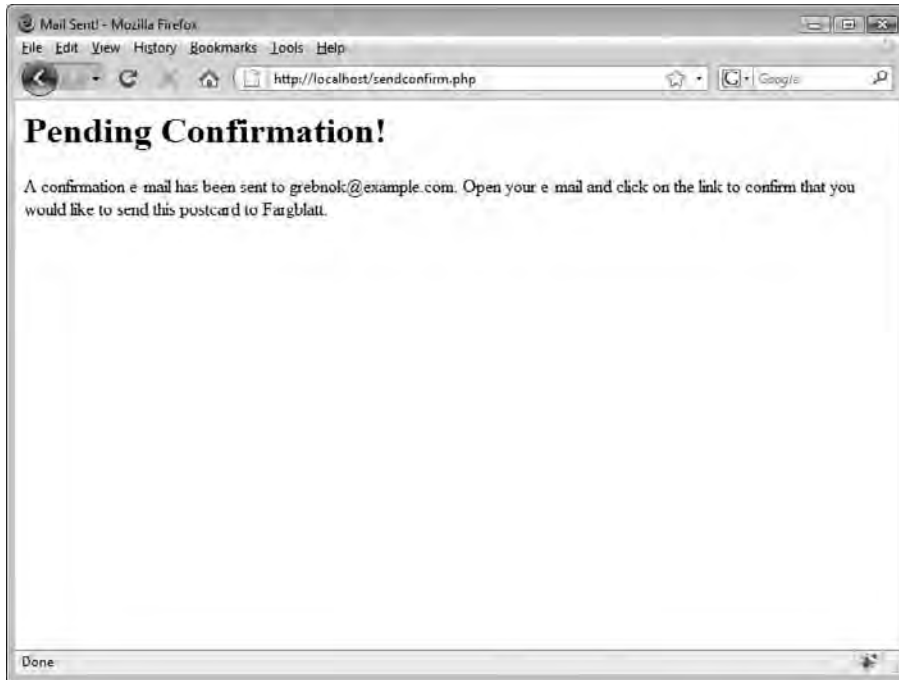 Mail Sent! - Mozilla Firefox
File Edit View History Bookmarks Tools Help
http://localhost/sendconfirm.php
Google
Pending Confirmation!
A confirmation e-mail has been sent to grebnok@example.com. Open your e-mail and click on the link to confirm that you
would like to send this postcard to Fargblatt.
Done